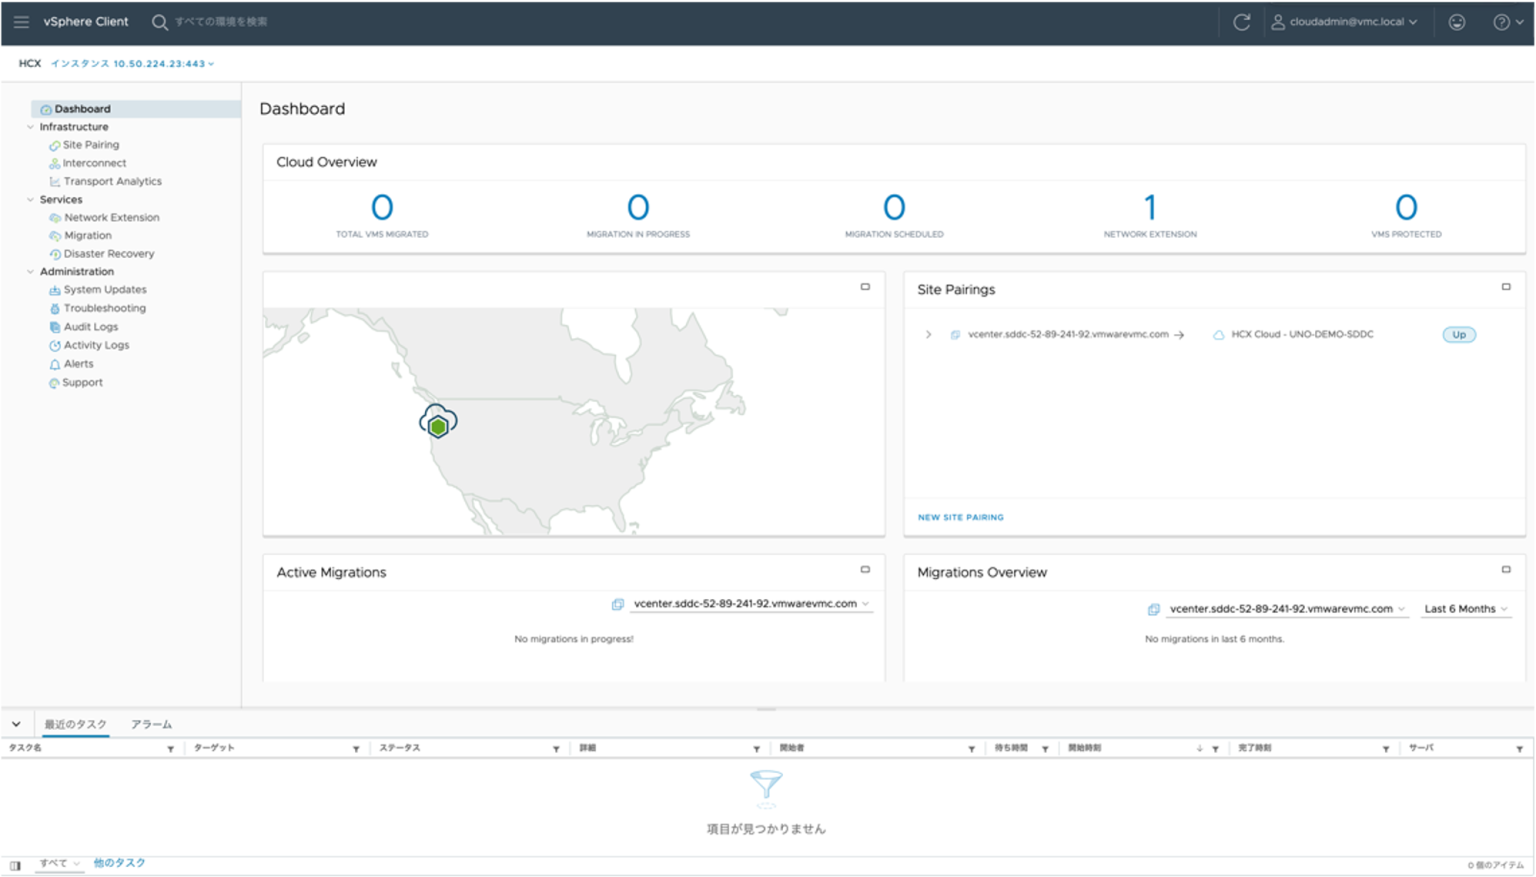 vSphere Client
すべての環境を検索
cloudadmin@vmc.local
HCX インスタンス 10.50.224.23:443
Dashboard
Infrastructure
Site Pairing
Interconnect
Transport Analytics
Services
Network Extension
Migration
Disaster Recovery
Administration
System Updates
Troubleshooting
Audit Logs
Activity Logs
Alerts
Support
Dashboard
Cloud Overview
0 0 0 1 0
TOTAL VMS MIGRATED MIGRATION IN PROGRESS MIGRATION SCHEDULED NETWORK EXTENSION VMS PROTECTED
Site Pairings
vcenter.sddc-52-89-241-92.vmwarevmc.com → HCX Cloud - UNO-DEMO-SDDC Up
NEW SITE PAIRING
Active Migrations
vcenter.sddc-52-89-241-92.vmwarevmc.com
No migrations in progress!
Migrations Overview
vcenter.sddc-52-89-241-92.vmwarevmc.com Last 6 Months
No migrations in last 6 months.
最近のタスク アラーム
タスク名 ターゲット ステータス 詳細 開始者 待ち時間 開始時刻 ↓ 完了時刻 サーバ
項目が見つかりません
すべて 他のタスク
0 個のアイテム